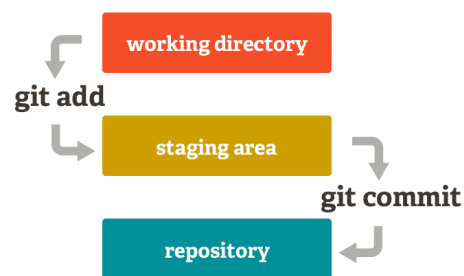 working directory
git add
staging area
git commit
repository